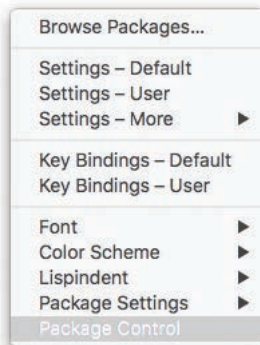 Browse Packages...
Settings – Default
Settings – User
Settings – More
Key Bindings – Default
Key Bindings – User
Font
Color Scheme
Lispindent
Package Settings
Package Control